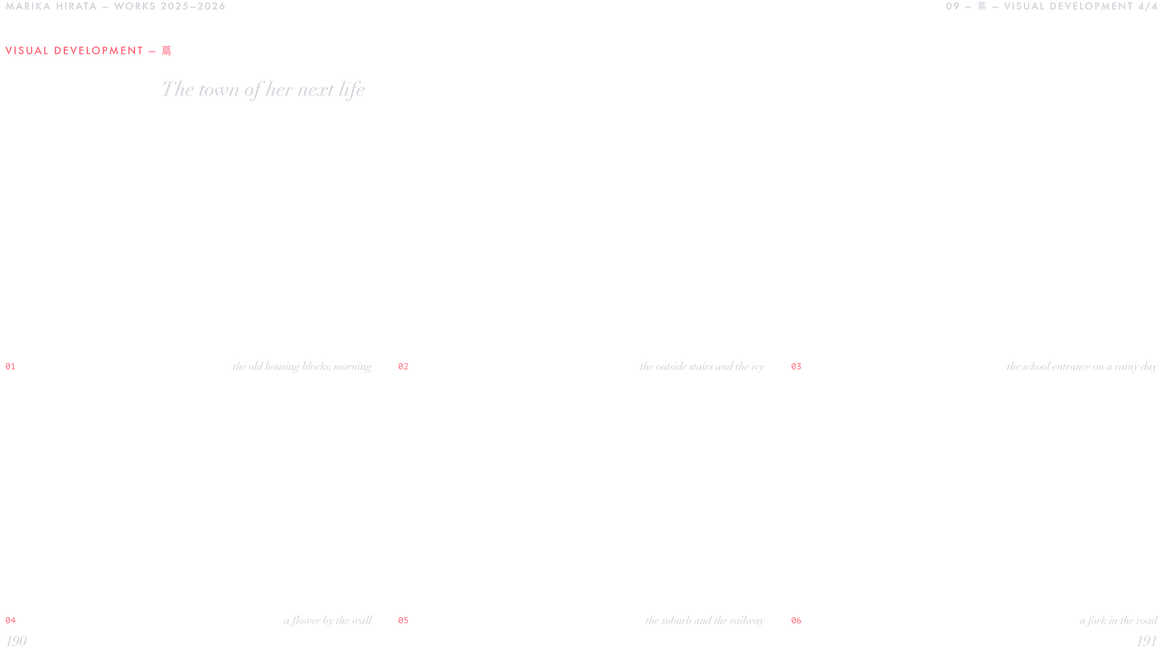 MARIKA HIRATA — WORKS 2025—2026
09 — 蔦 — VISUAL DEVELOPMENT 4/4
VISUAL DEVELOPMENT — 蔦
The town of her next life
01 the old housing blocks, morning
02 the outside stairs and the ivy
03 the school entrance on a rainy day
04 a flower by the wall
05 the suburb and the railway
06 a fork in the road
190
191